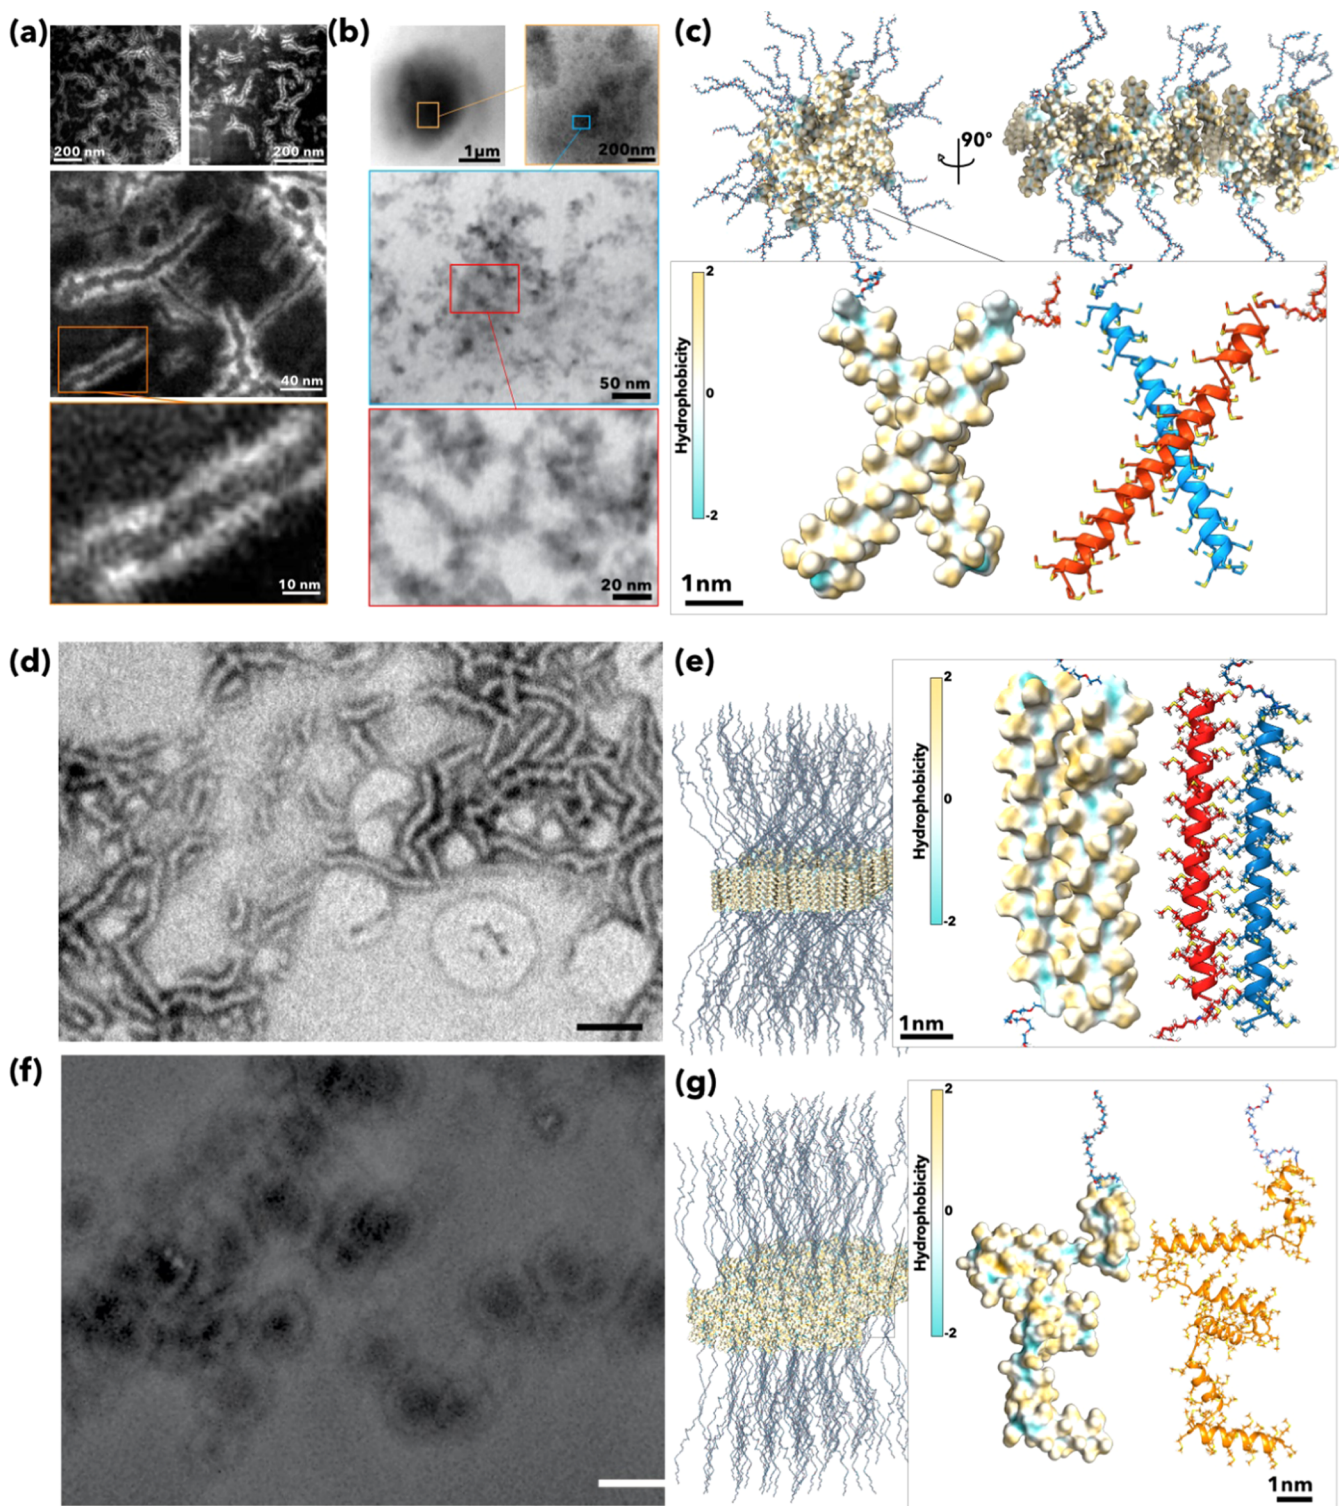 (a)
200 nm
200 nm
40 nm
10 nm
(b)
1μm
200nm
50 nm
20 nm
(c)
90°
Hydrophobicity
2
0
-2
1nm
(d)
(e)
Hydrophobicity
2
0
-2
1nm
(f)
(g)
Hydrophobicity
2
0
-2
1nm